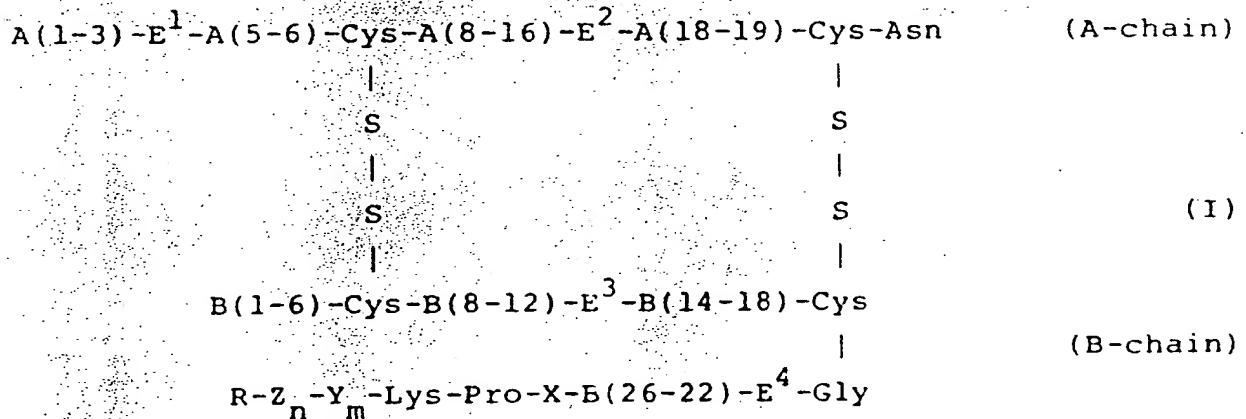 A(1-3)-E¹-A(5-6)-Cys-A(8-16)-E²-A(18-19)-Cys-Asn (A-chain)
| |
S S
| |
S S (I)
| |
B(1-6)-Cys-B(8-12)-E³-B(14-18)-Cys
| (B-chain)
R-Zn-Ym-Lys-Pro-X-B(26-22)-E⁴-Gly